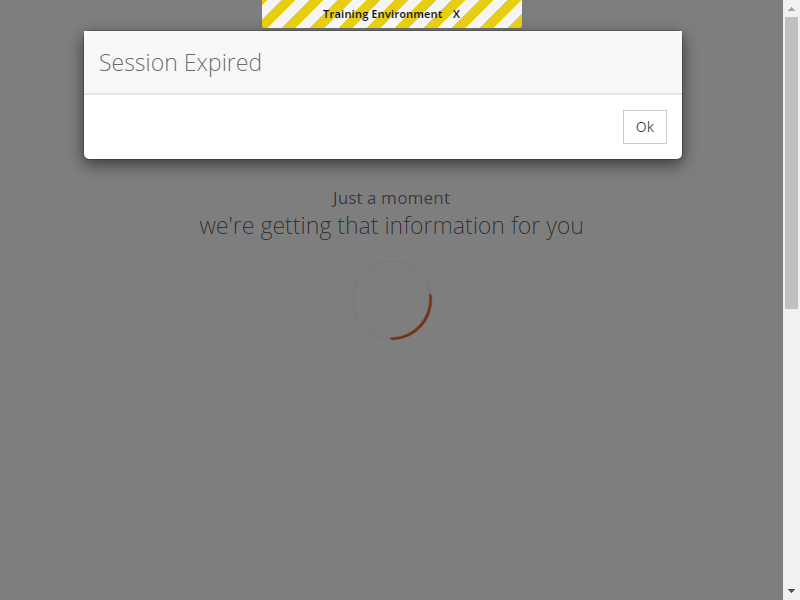 Training Environment X
Session Expired
Ok
Just a moment
we're getting that information for you